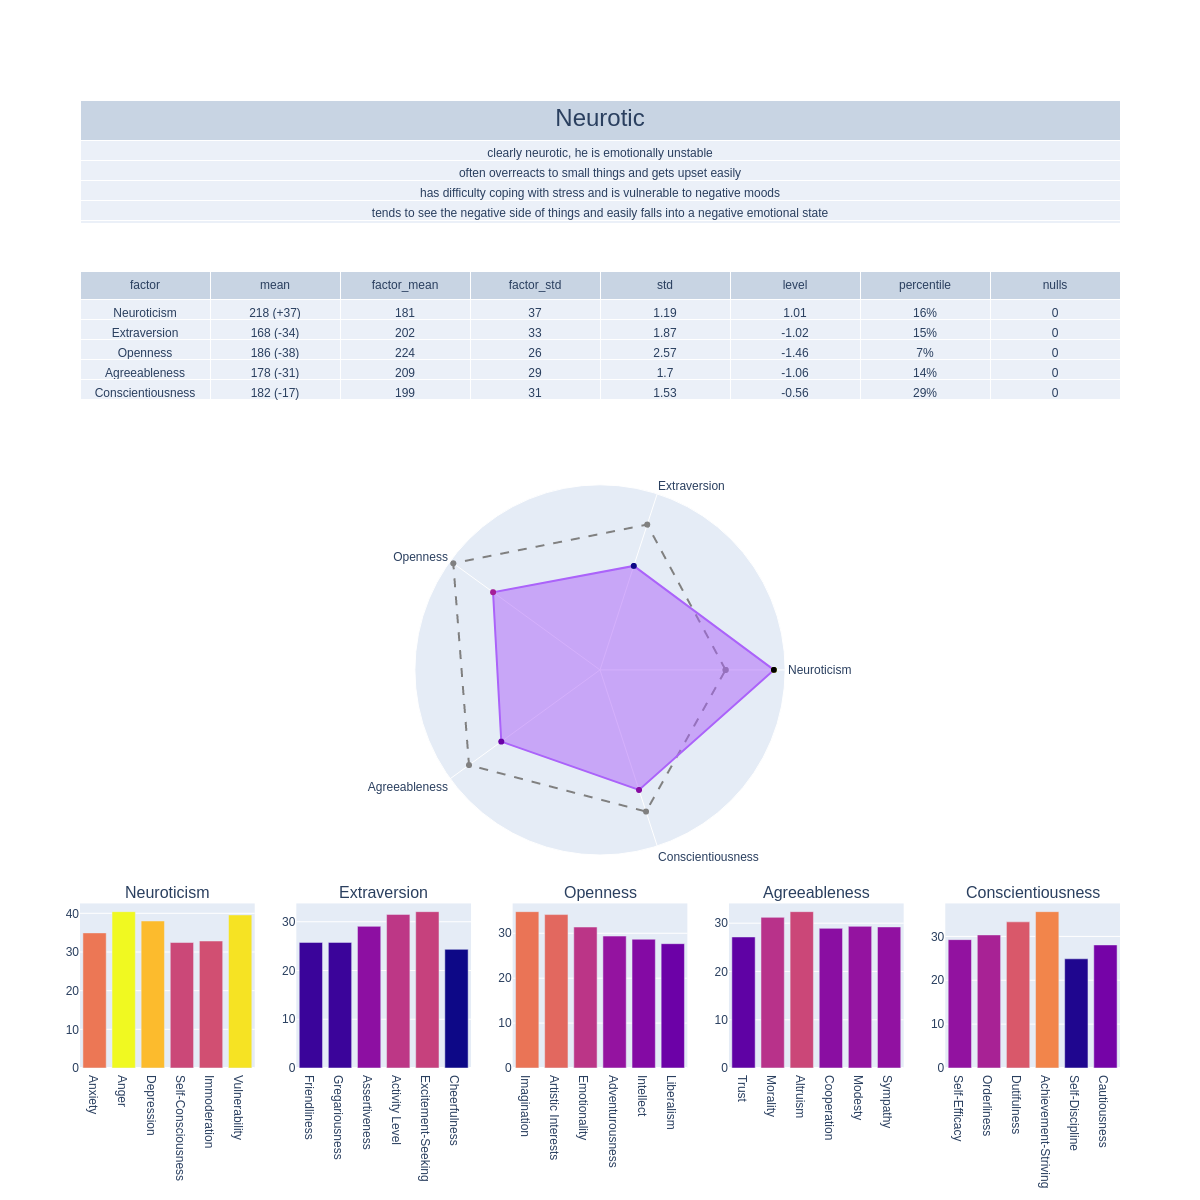 Neurotic
clearly neurotic, he is emotionally unstable
often overreacts to small things and gets upset easily
has difficulty coping with stress and is vulnerable to negative moods
tends to see the negative side of things and easily falls into a negative emotional state
factor mean factor_mean factor_std std level percentile nulls
Neuroticism 218 (+37) 181 37 1.19 1.01 16% 0
Extraversion 168 (-34) 202 33 1.87 -1.02 15% 0
Openness 186 (-38) 224 26 2.57 -1.46 7% 0
Agreeableness 178 (-31) 209 29 1.7 -1.06 14% 0
Conscientiousness 182 (-17) 199 31 1.53 -0.56 29% 0
Extraversion
Openness
Neuroticism
Agreeableness
Conscientiousness
Neuroticism
40
30
20
10
0
Anxiety
Anger
Depression
Self-Consciousness
Immoderation
Vulnerability
Extraversion
30
20
10
0
Friendliness
Gregariousness
Assertiveness
Activity Level
Excitement-Seeking
Cheerfulness
Openness
30
20
10
0
Imagination
Artistic Interests
Emotionality
Adventurousness
Intellect
Liberalism
Agreeableness
30
20
10
0
Trust
Morality
Altruism
Cooperation
Modesty
Sympathy
Conscientiousness
30
20
10
0
Self-Efficacy
Orderliness
Dutifulness
Achievement-Striving
Self-Discipline
Cautiousness